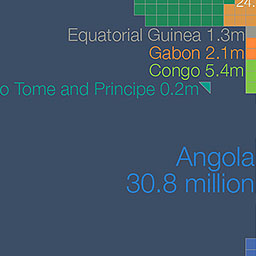 24.
Equatorial Guinea 1.3m
Gabon 2.1m
Congo 5.4m
o Tome and Principe 0.2m
Angola
30.8 million